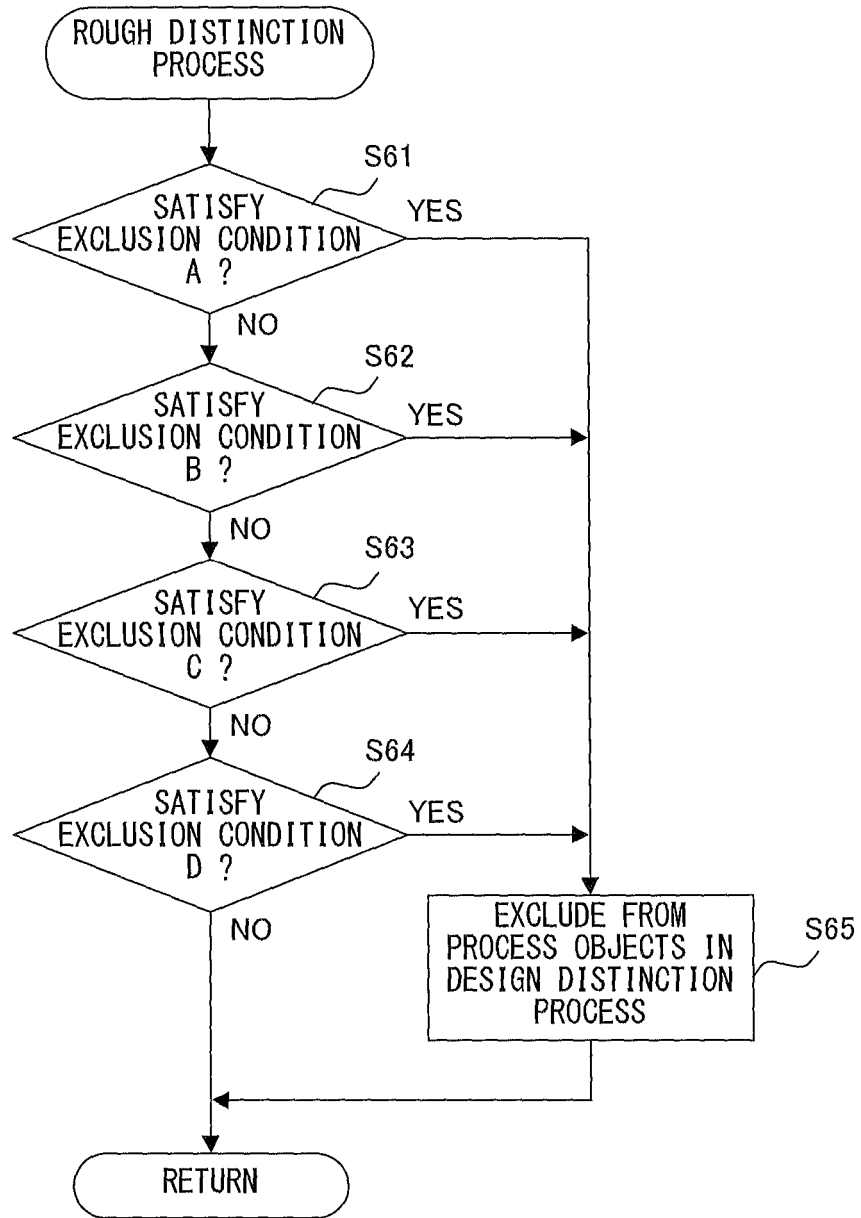 ROUGH DISTINCTION
PROCESS
S61
SATISFY
EXCLUSION CONDITION
A ?
YES
NO
S62
SATISFY
EXCLUSION CONDITION
B ?
YES
NO
S63
SATISFY
EXCLUSION CONDITION
C ?
YES
NO
S64
SATISFY
EXCLUSION CONDITION
D ?
YES
NO
EXCLUDE FROM
PROCESS OBJECTS IN
DESIGN DISTINCTION
PROCESS
S65
RETURN